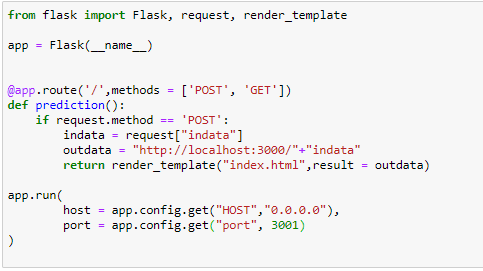 from flask import Flask, request, render_template
app = Flask(__name__)
@app.route('/',methods = ['POST', 'GET'])
def prediction():
    if request.method == 'POST':
        indata = request["indata"]
        outdata = "http://localhost:3000/"+"indata"
        return render_template("index.html",result = outdata)
app.run(
        host = app.config.get("HOST","0.0.0.0"),
        port = app.config.get("port", 3001)
)